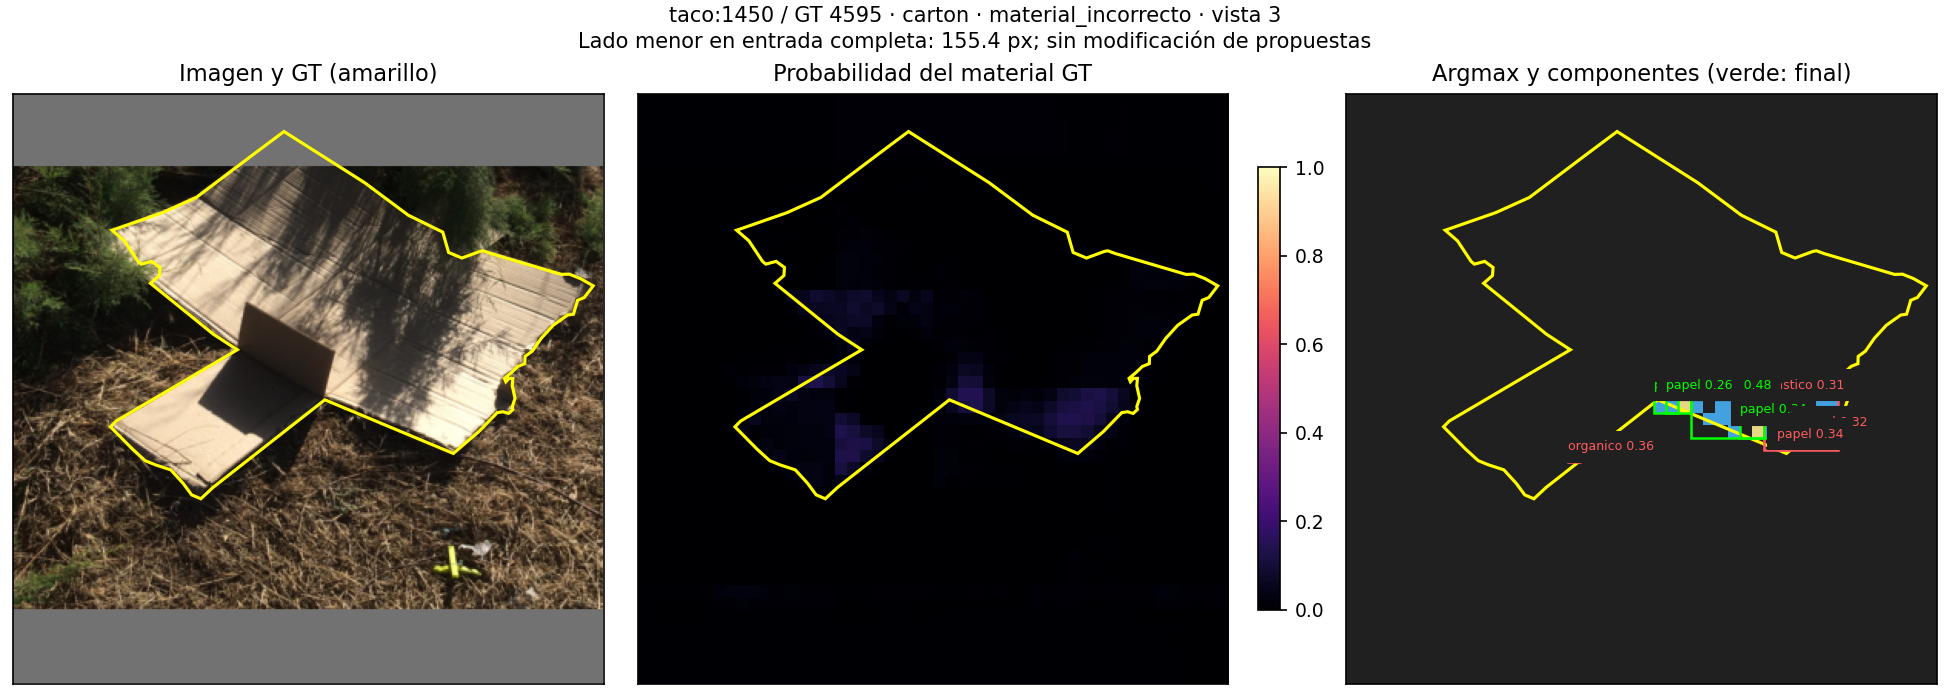 taco:1450 / GT 4595 · carton · material_incorrecto · vista 3
Lado menor en entrada completa: 155.4 px; sin modificación de propuestas
Imagen y GT (amarillo)
Probabilidad del material GT
Argmax y componentes (verde: final)
1.0
0.8
0.6
0.4
0.2
0.0
papel 0.26
0.48
0.31
papel
32
papel 0.34
organico 0.36